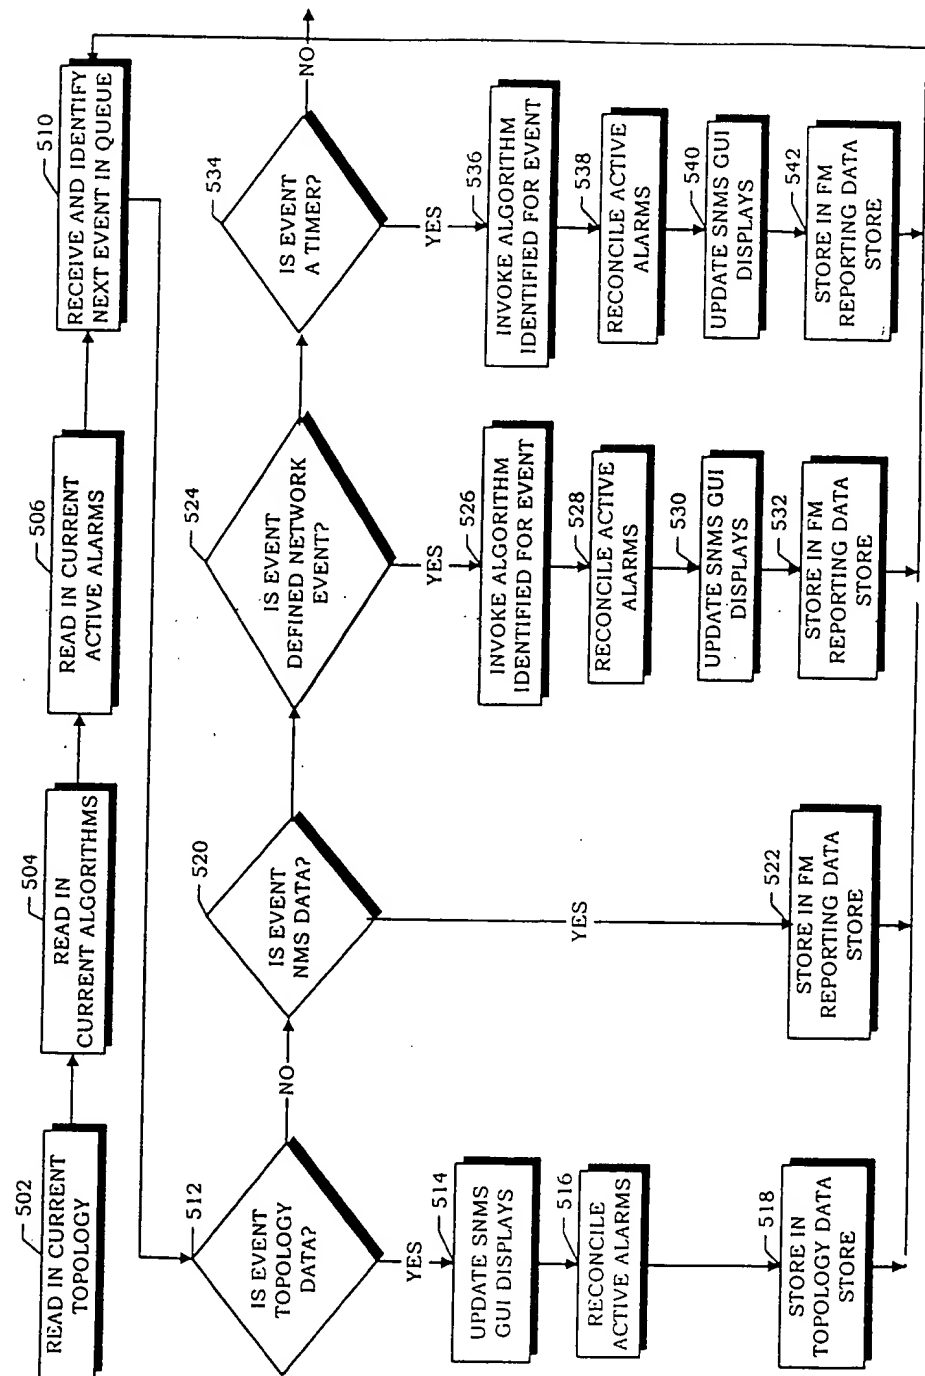 502
READ IN CURRENT
TOPOLOGY
504
READ IN
CURRENT ALGORITHMS
506
READ IN CURRENT
ACTIVE ALARMS
510
RECEIVE AND IDENTIFY
NEXT EVENT IN QUEUE
512
IS EVENT
TOPOLOGY
DATA?
NO
YES
514
UPDATE SNMS
GUI DISPLAYS
516
RECONCILE
ACTIVE ALARMS
518
STORE IN
TOPOLOGY DATA
STORE
520
IS EVENT
NMS DATA?
YES
522
STORE IN FM
REPORTING DATA
STORE
524
IS EVENT
DEFINED NETWORK
EVENT?
YES
526
INVOKE ALGORITHM
IDENTIFIED FOR EVENT
528
RECONCILE ACTIVE
ALARMS
530
UPDATE SNMS GUI
DISPLAYS
532
STORE IN FM
REPORTING DATA
STORE
534
IS EVENT
A TIMER?
NO
YES
536
INVOKE ALGORITHM
IDENTIFIED FOR EVENT
538
RECONCILE ACTIVE
ALARMS
540
UPDATE SNMS GUI
DISPLAYS
542
STORE IN FM
REPORTING DATA
STORE